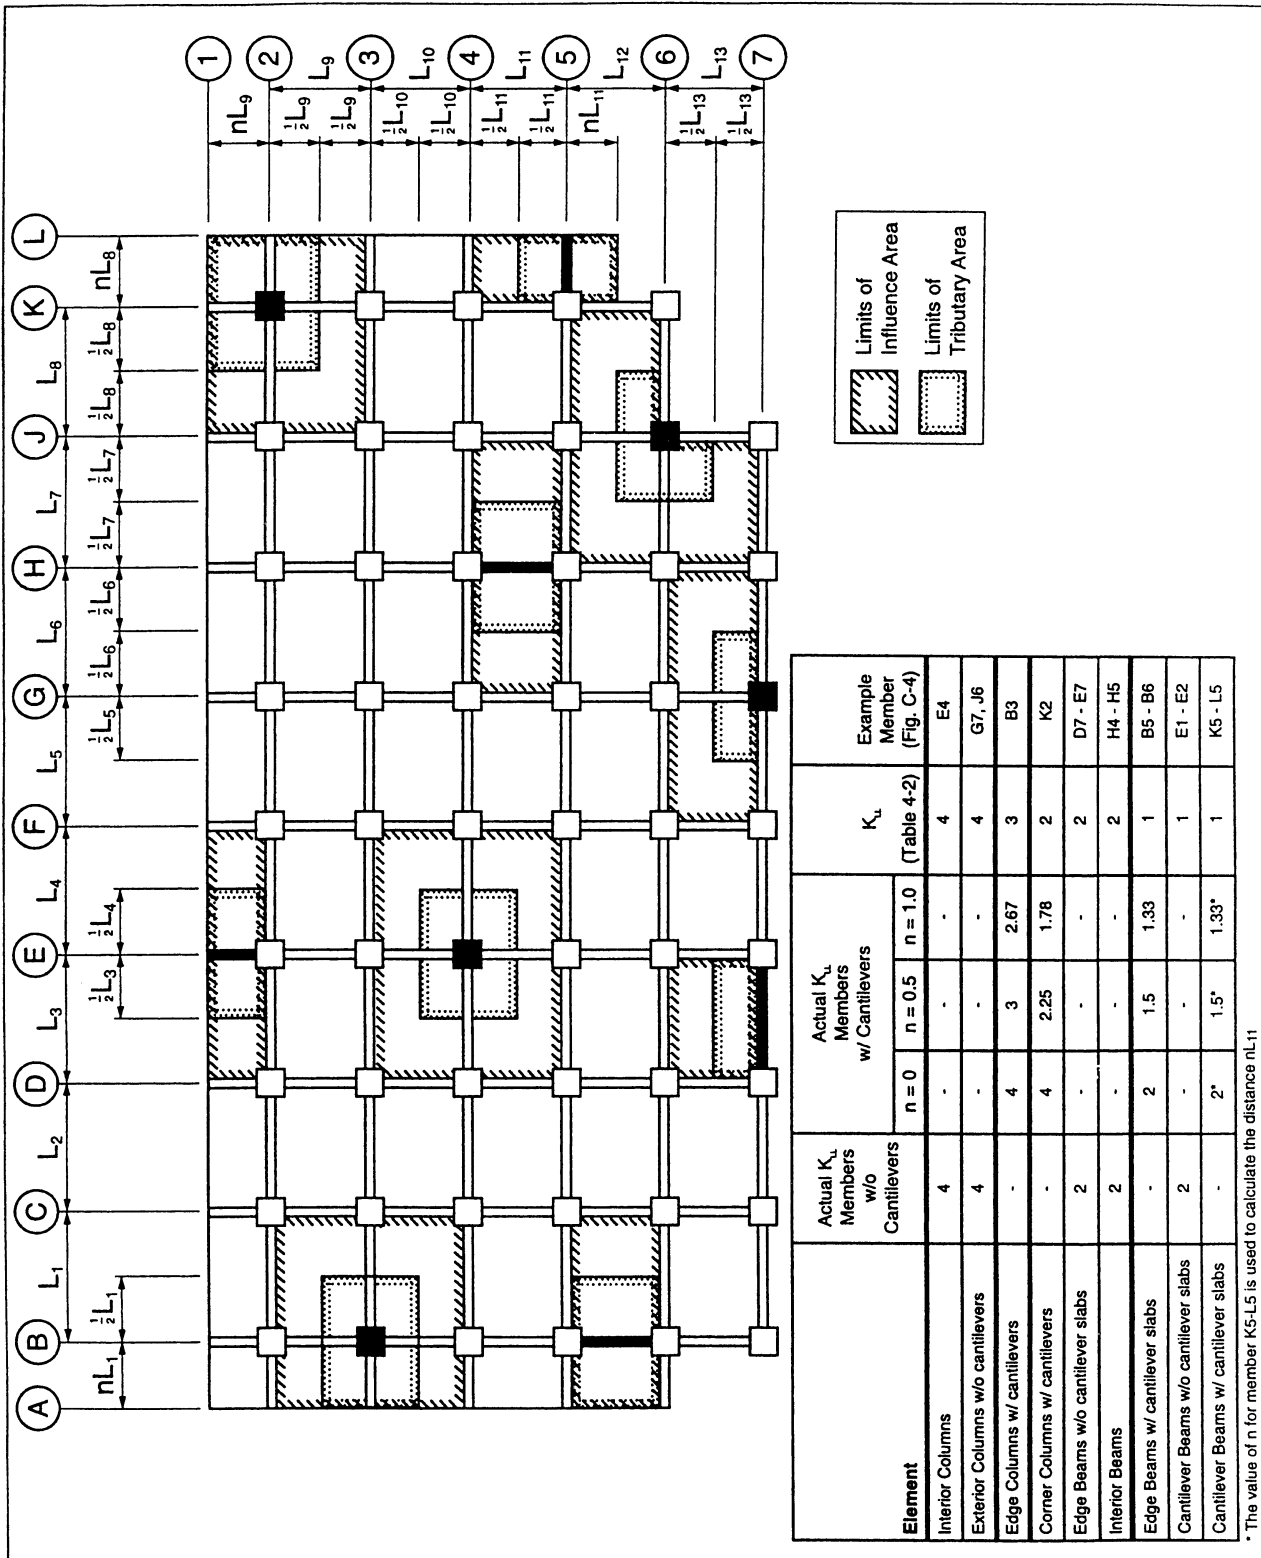 A
B
C
D
E
F
G
H
J
K
L
L₁
L₂
L₃
L₄
L₅
L₆
L₇
L₈
nL₁
½L₁
½L₃
½L₄
½L₅
½L₆
½L₆
½L₇
½L₇
½L₈
½L₈
nL₈
1
2
3
4
5
6
7
nL₉
½L₉
½L₉
½L₁₀
½L₁₀
½L₁₁
½L₁₁
nL₁₁
½L₁₃
½L₁₃
L₉
L₁₀
L₁₁
L₁₂
L₁₃
Limits of
Influence Area
Limits of
Tributary Area
Element
Actual K_LL
Members
w/o
Cantilevers
Actual K_LL
Members
w/ Cantilevers
n = 0
n = 0.5
n = 1.0
K_LL
(Table 4-2)
Example
Member
(Fig. C-4)
Interior Columns 4 - - - 4 E4
Exterior Columns w/o cantilevers 4 - - - 4 G7, J6
Edge Columns w/ cantilevers - 4 3 2.67 3 B3
Corner Columns w/ cantilevers - 4 2.25 1.78 2 K2
Edge Beams w/o cantilever slabs 2 - - - 2 D7 - E7
Interior Beams 2 - - - 2 H4 - H5
Edge Beams w/ cantilever slabs - 2 1.5 1.33 1 B5 - B6
Cantilever Beams w/o cantilever slabs 2 - - - 1 E1 - E2
Cantilever Beams w/ cantilever slabs - 2* 1.5* 1.33* 1 K5 - L5
* The value of n for member K5-L5 is used to calculate the distance nL₁₁